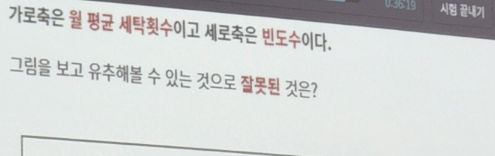 0:36:19 시험 끝내기
가로축은 월 평균 세탁횟수이고 세로축은 빈도수이다.
그림을 보고 유추해볼 수 있는 것으로 잘못된 것은?